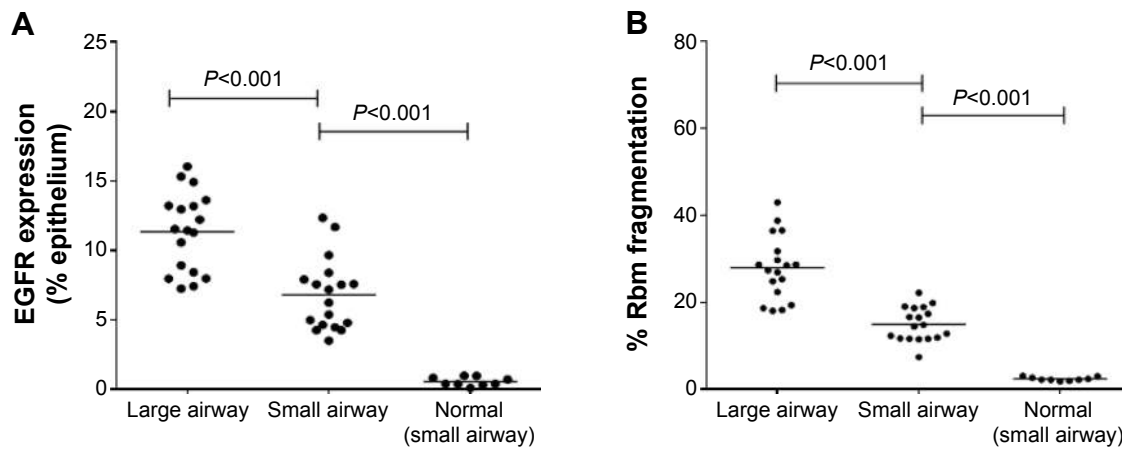 A
25
20
15
10
5
0
EGFR expression
(% epithelium)
P<0.001
P<0.001
Large airway
Small airway
Normal
(small airway)
B
80
60
40
20
0
% Rbm fragmentation
P<0.001
P<0.001
Large airway
Small airway
Normal
(small airway)